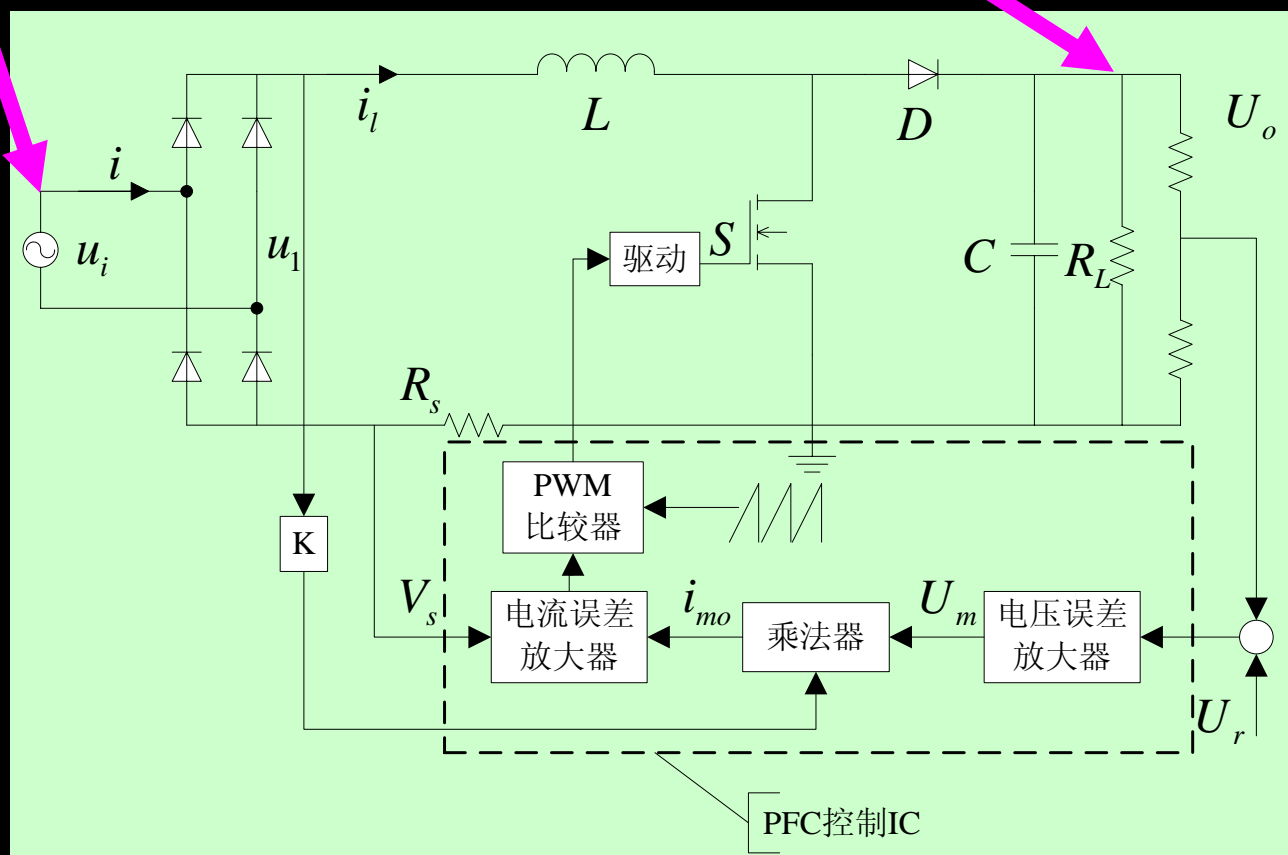 i_l
L
D
U_o
i
u_i
u_1
驱动
S
C
R_L
R_s
PWM
比较器
K
V_s
电流误差
放大器
i_mo
乘法器
U_m
电压误差
放大器
U_r
PFC控制IC